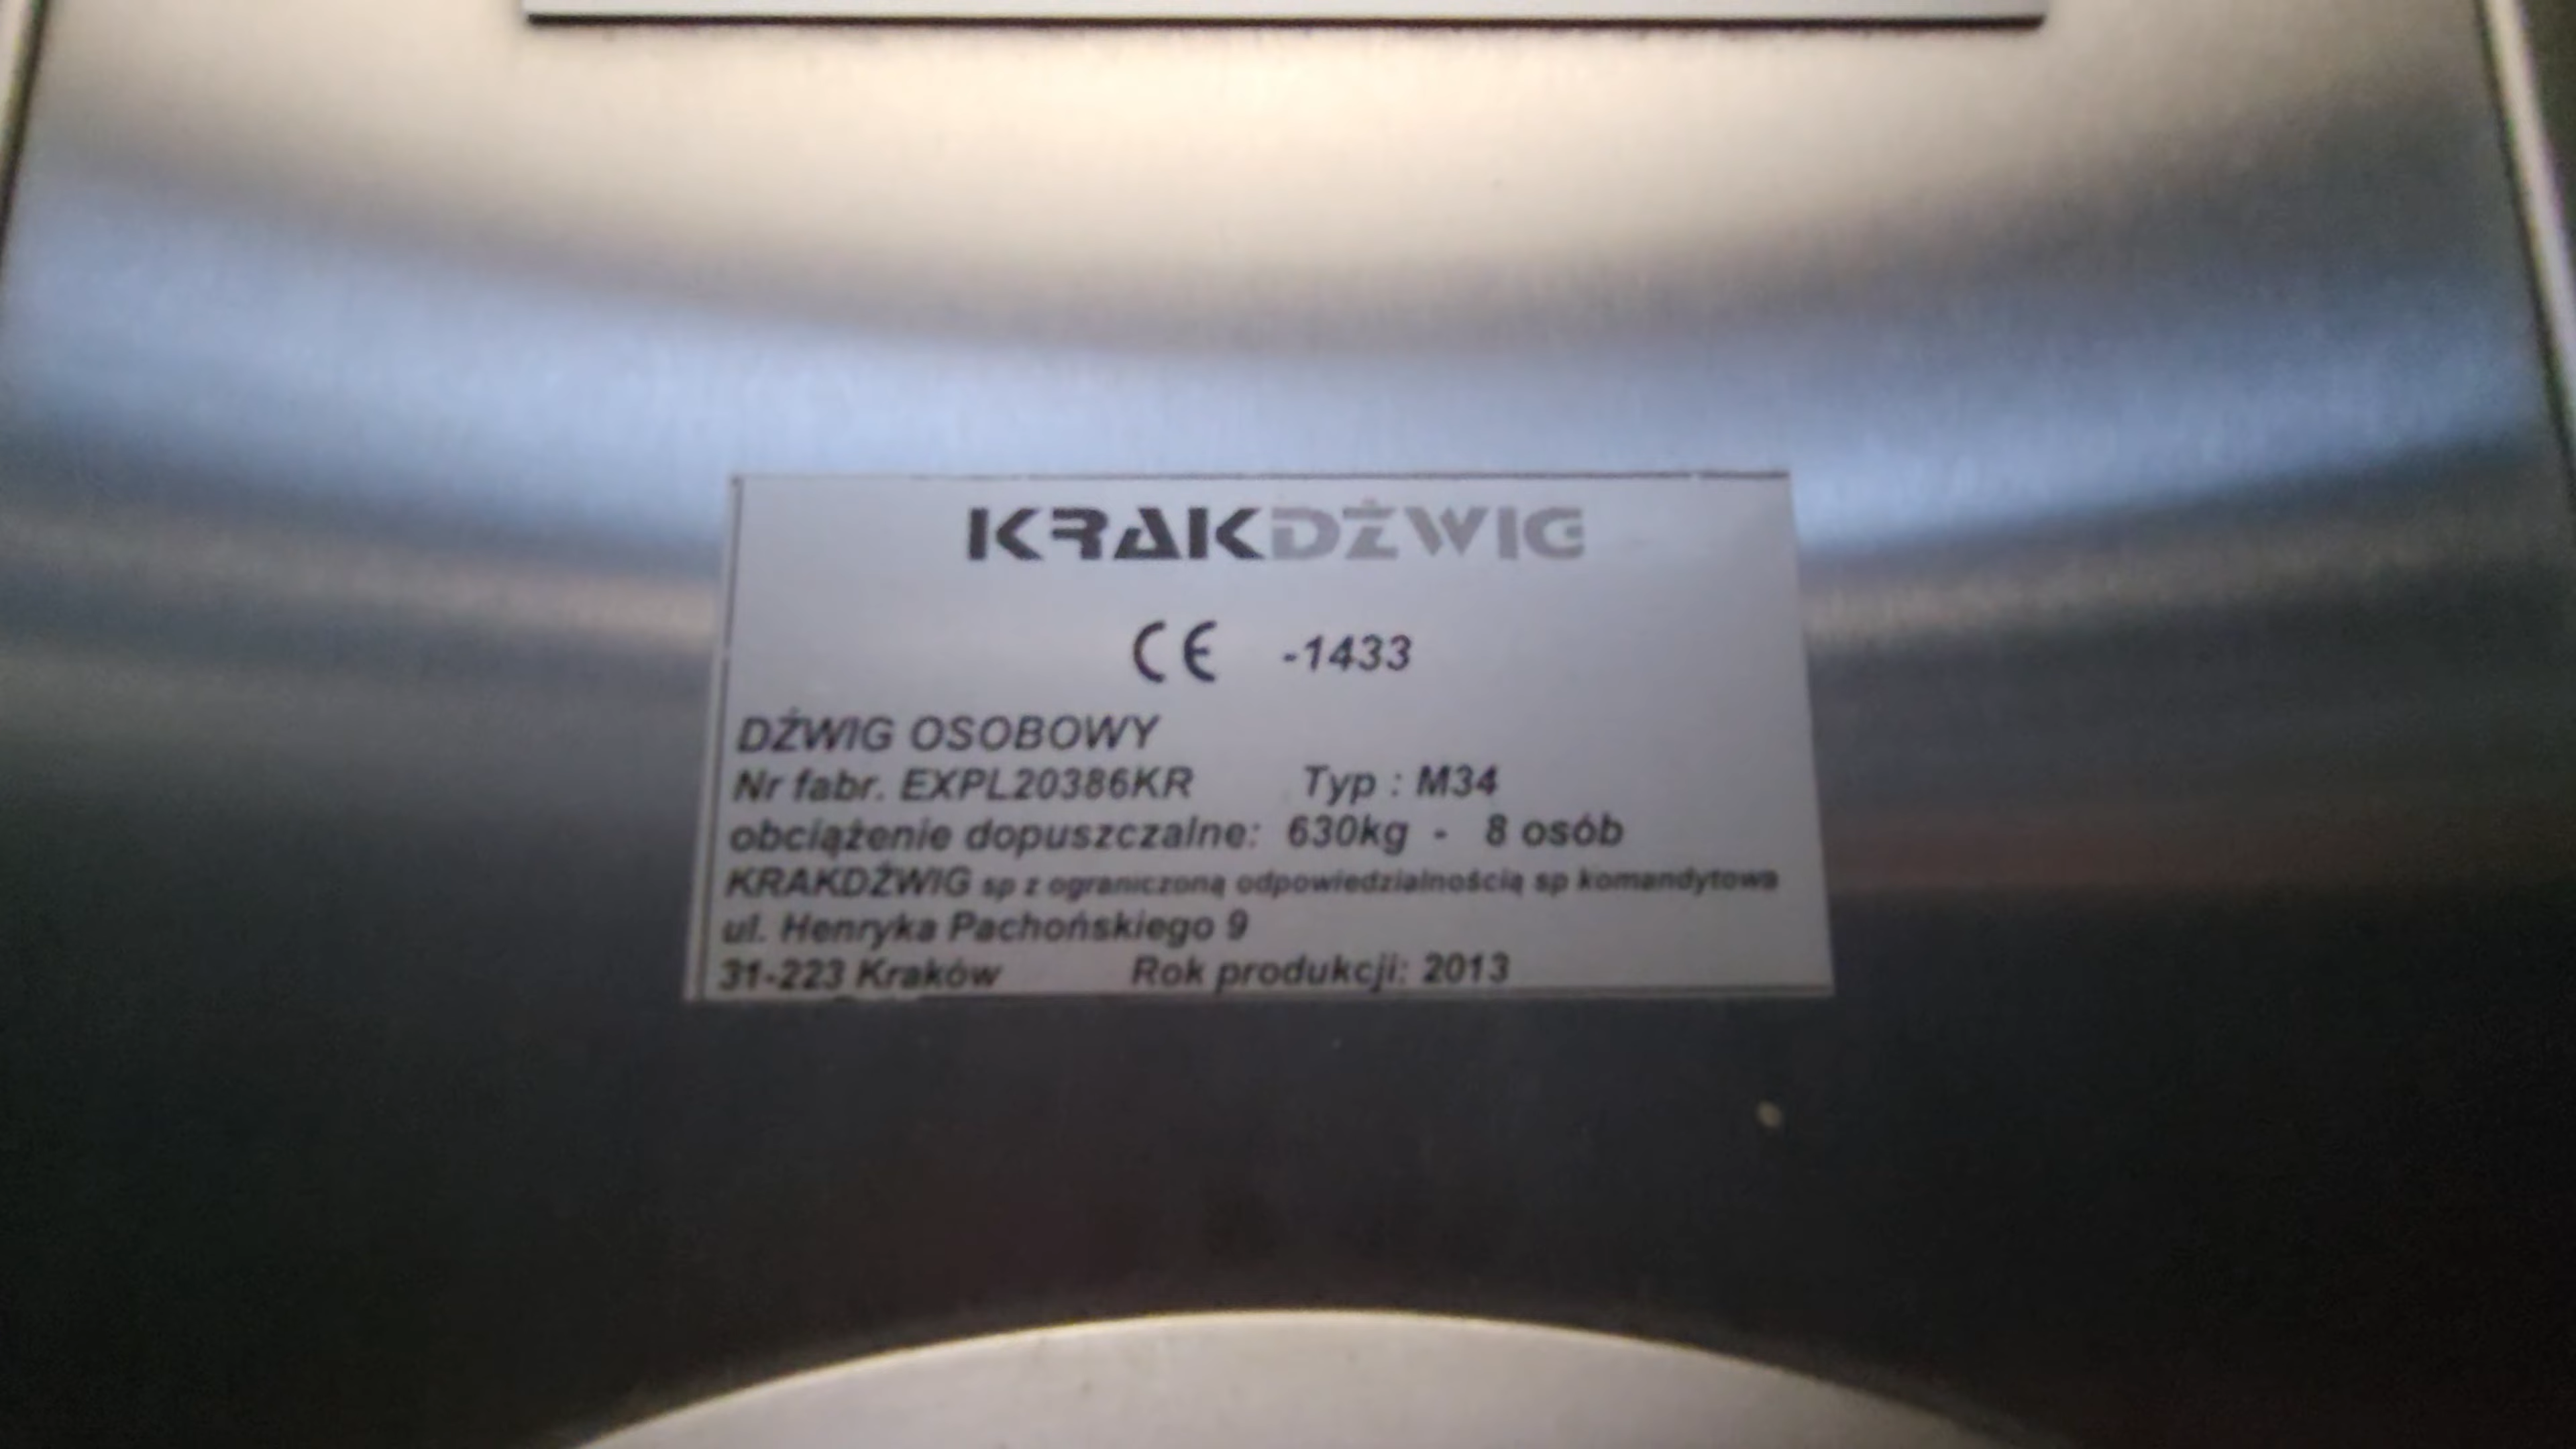 KRAKDŹWIG
CE -1433
DŹWIG OSOBOWY
Nr fabr. EXPL20386KR Typ : M34
obciążenie dopuszczalne: 630kg - 8 osób
KRAKDŹWIG sp z ograniczoną odpowiedzialnością sp komandytowa
ul. Henryka Pachońskiego 9
31-223 Kraków Rok produkcji: 2013